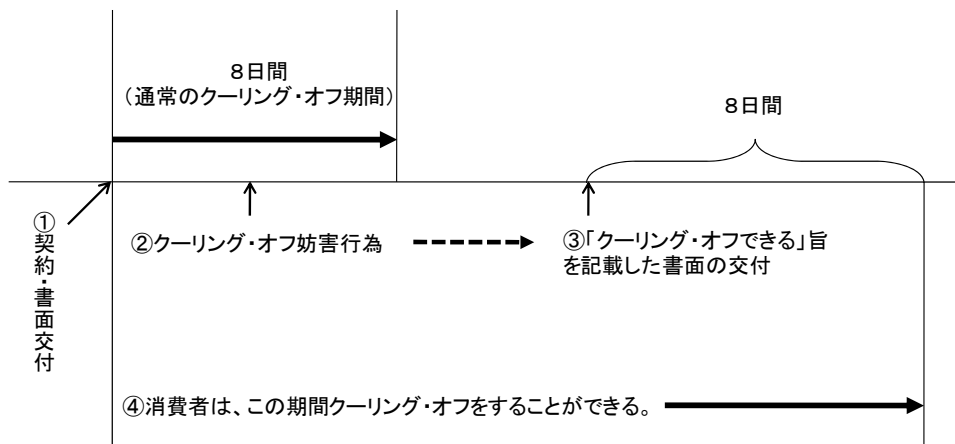 ８日間
（通常のクーリング・オフ期間）
８日間
①契約・書面交付
②クーリング・オフ妨害行為
③「クーリング・オフできる」旨
を記載した書面の交付
④消費者は、この期間クーリング・オフをすることができる。